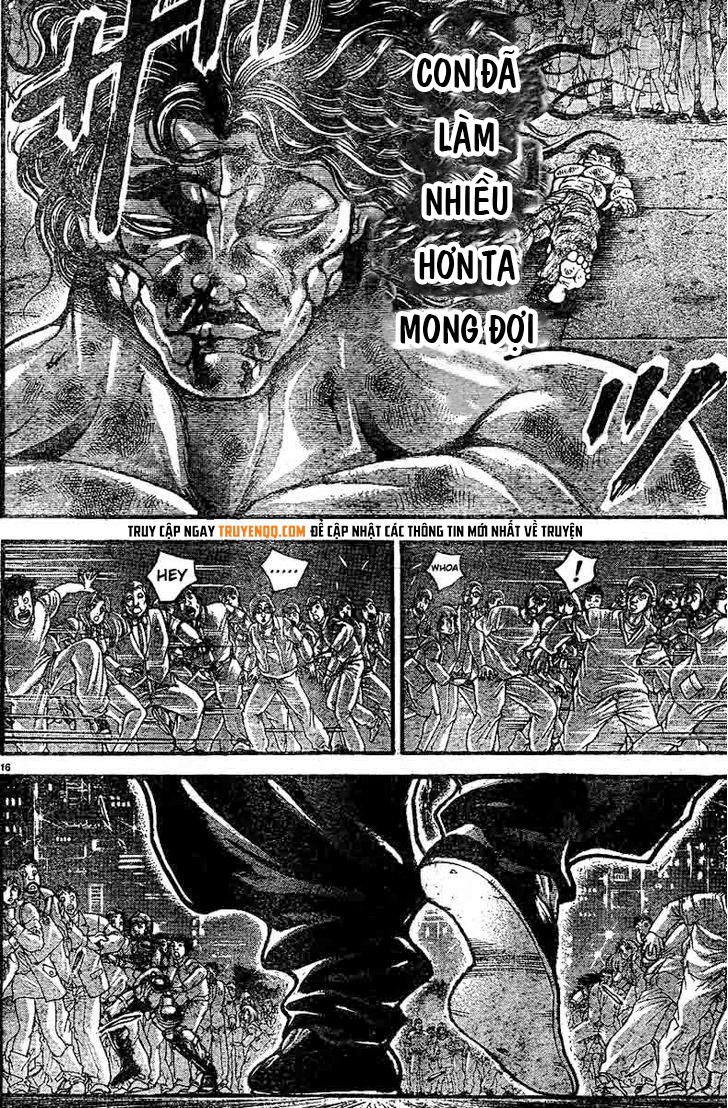 CON ĐÃ
LÀM
NHIỀU
HƠN TA
MONG ĐỢI
TRUY CẬP NGAY TRUYENQQ.COM ĐỂ CẬP NHẬT CÁC THÔNG TIN MỚI NHẤT VỀ TRUYỆN
HEY
.....
WHOA
!
16